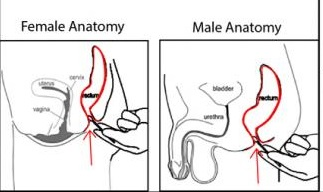 Female Anatomy
Male Anatomy
uterus
cervix
rectum
vagina
bladder
rectum
urethra